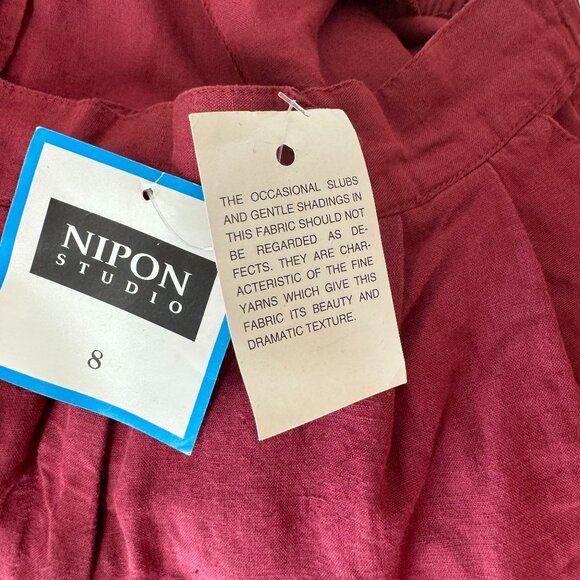 NIPON
STUDIO
8
THE OCCASIONAL SLUBS
AND GENTLE SHADINGS IN
THIS FABRIC SHOULD NOT
BE REGARDED AS DE-
FECTS. THEY ARE CHAR-
ACTERISTIC OF THE FINE
YARNS WHICH GIVE THIS
FABRIC ITS BEAUTY AND
DRAMATIC TEXTURE.